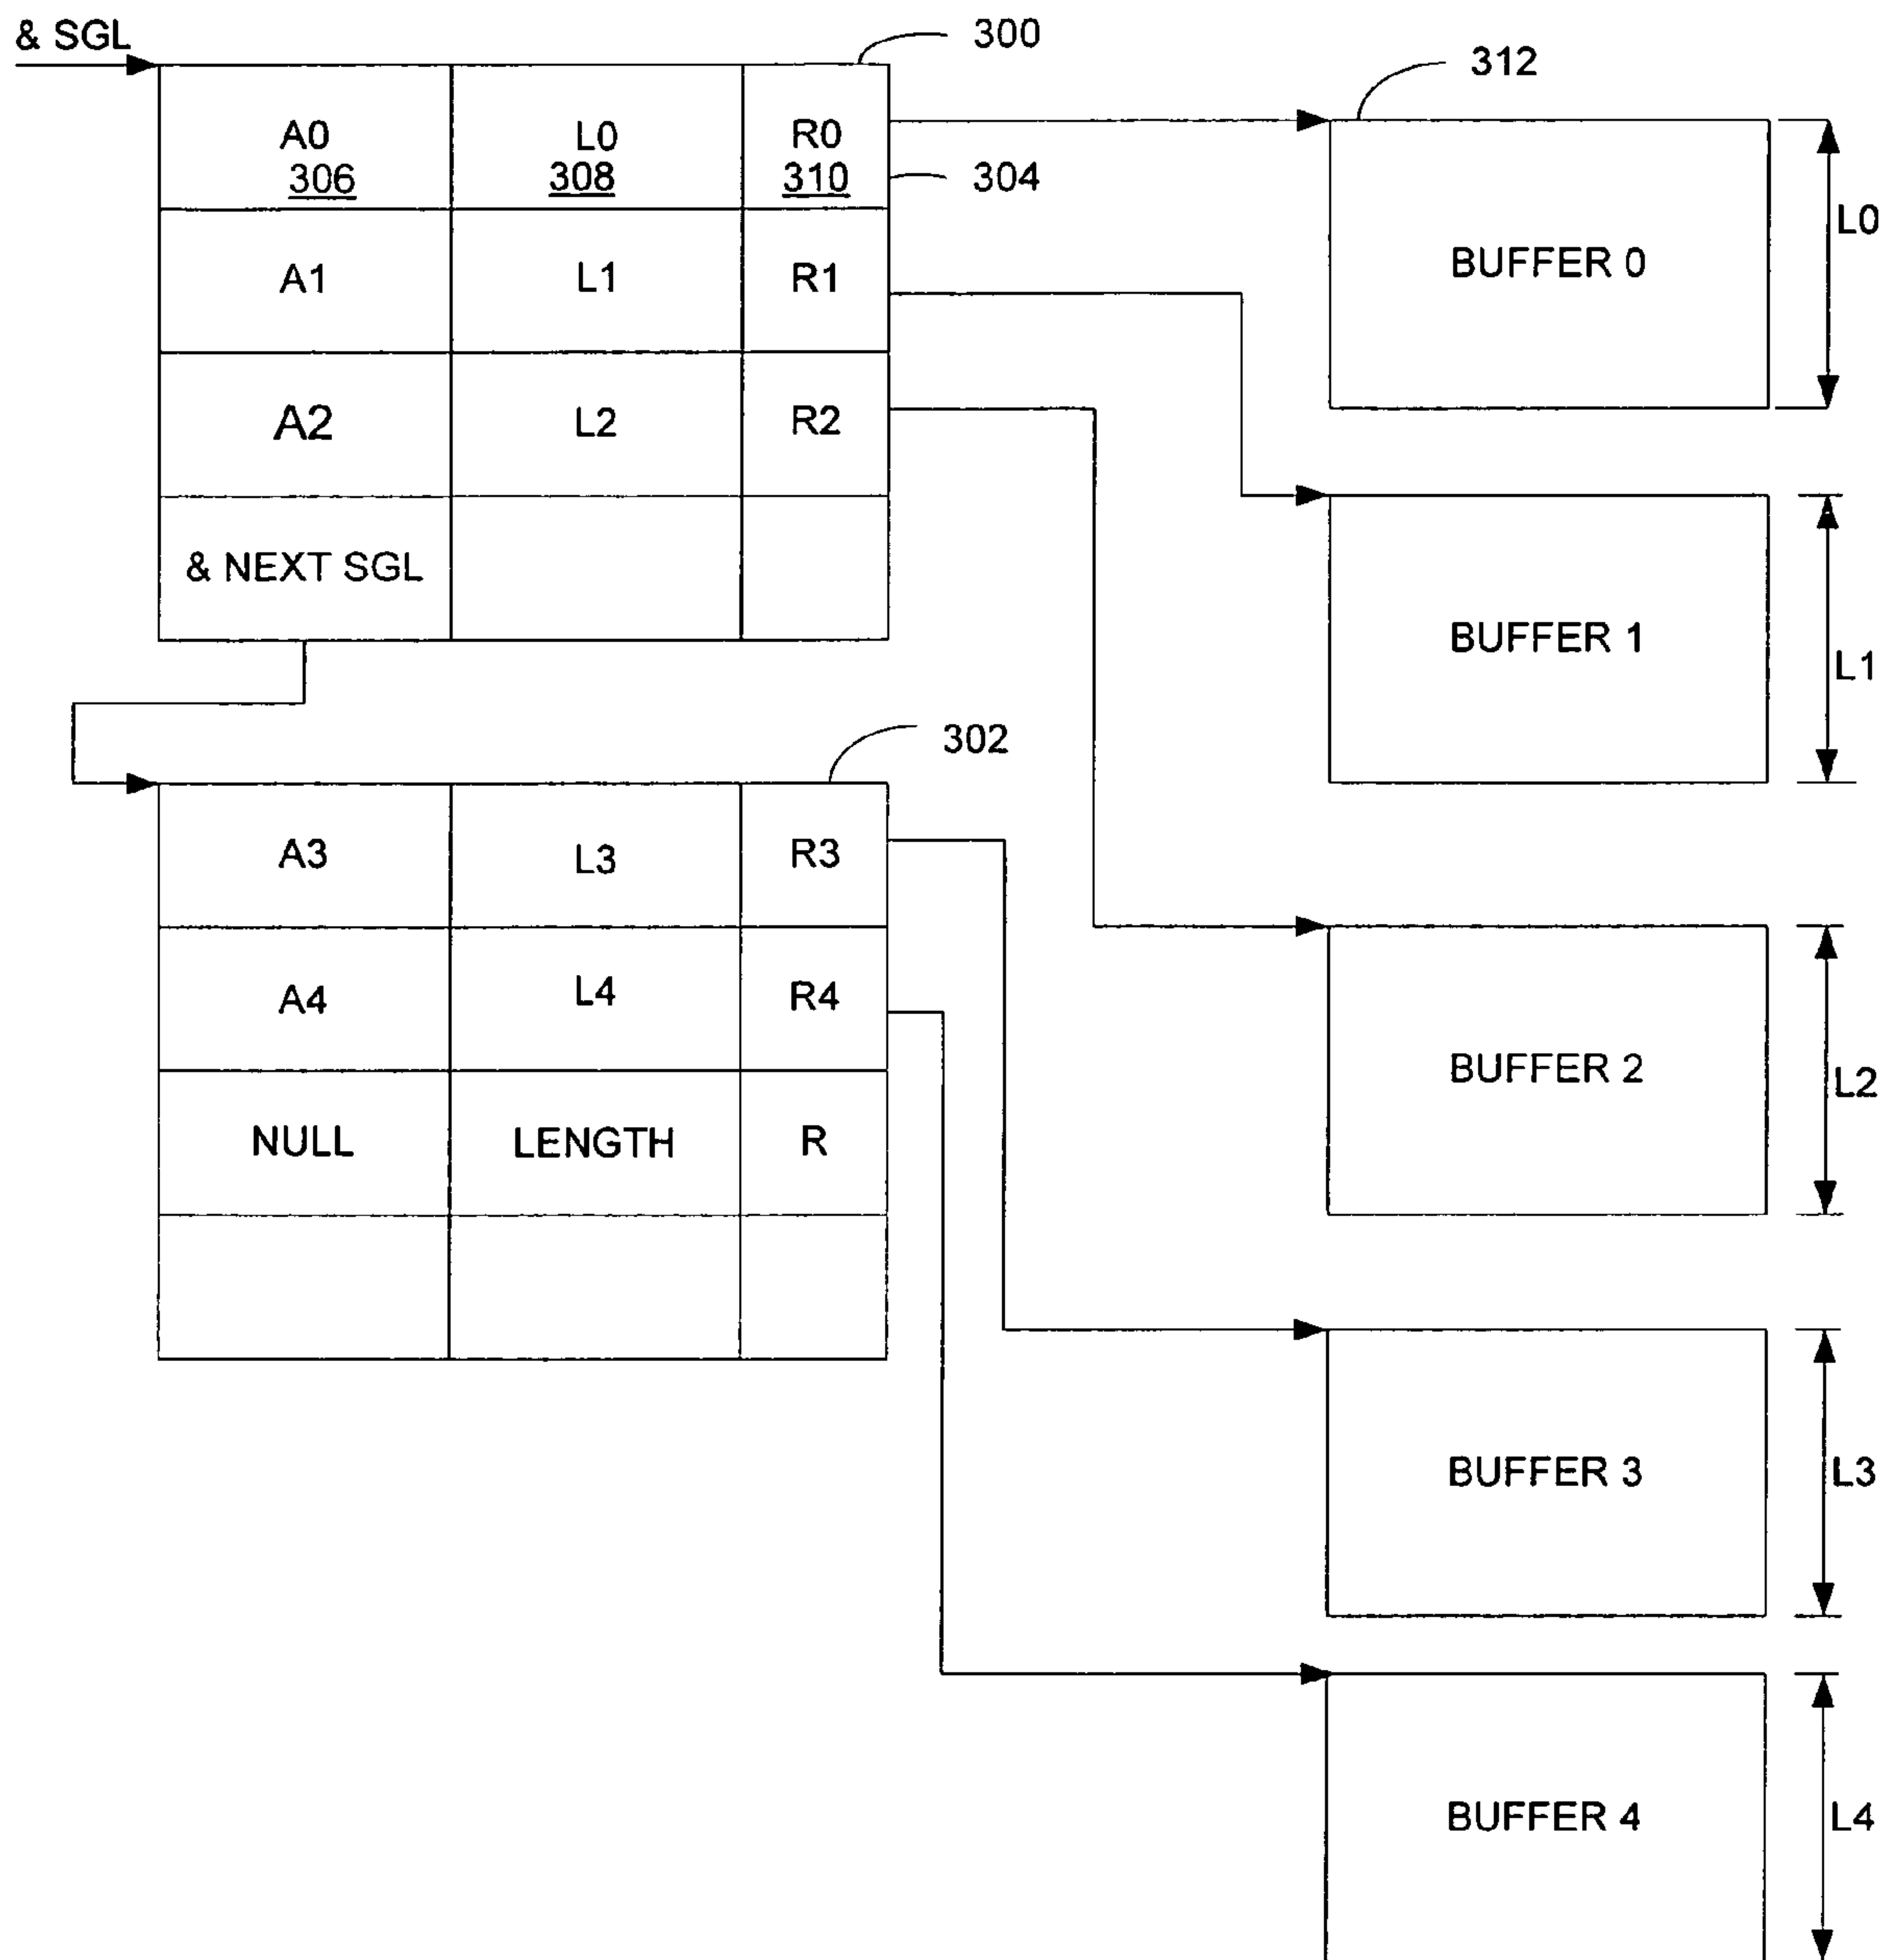 & SGL
300
312
A0
306
L0
308
R0
310
304
L0
BUFFER 0
A1
L1
R1
A2
L2
R2
& NEXT SGL
BUFFER 1
L1
302
A3
L3
R3
A4
L4
R4
BUFFER 2
L2
NULL
LENGTH
R
BUFFER 3
L3
BUFFER 4
L4